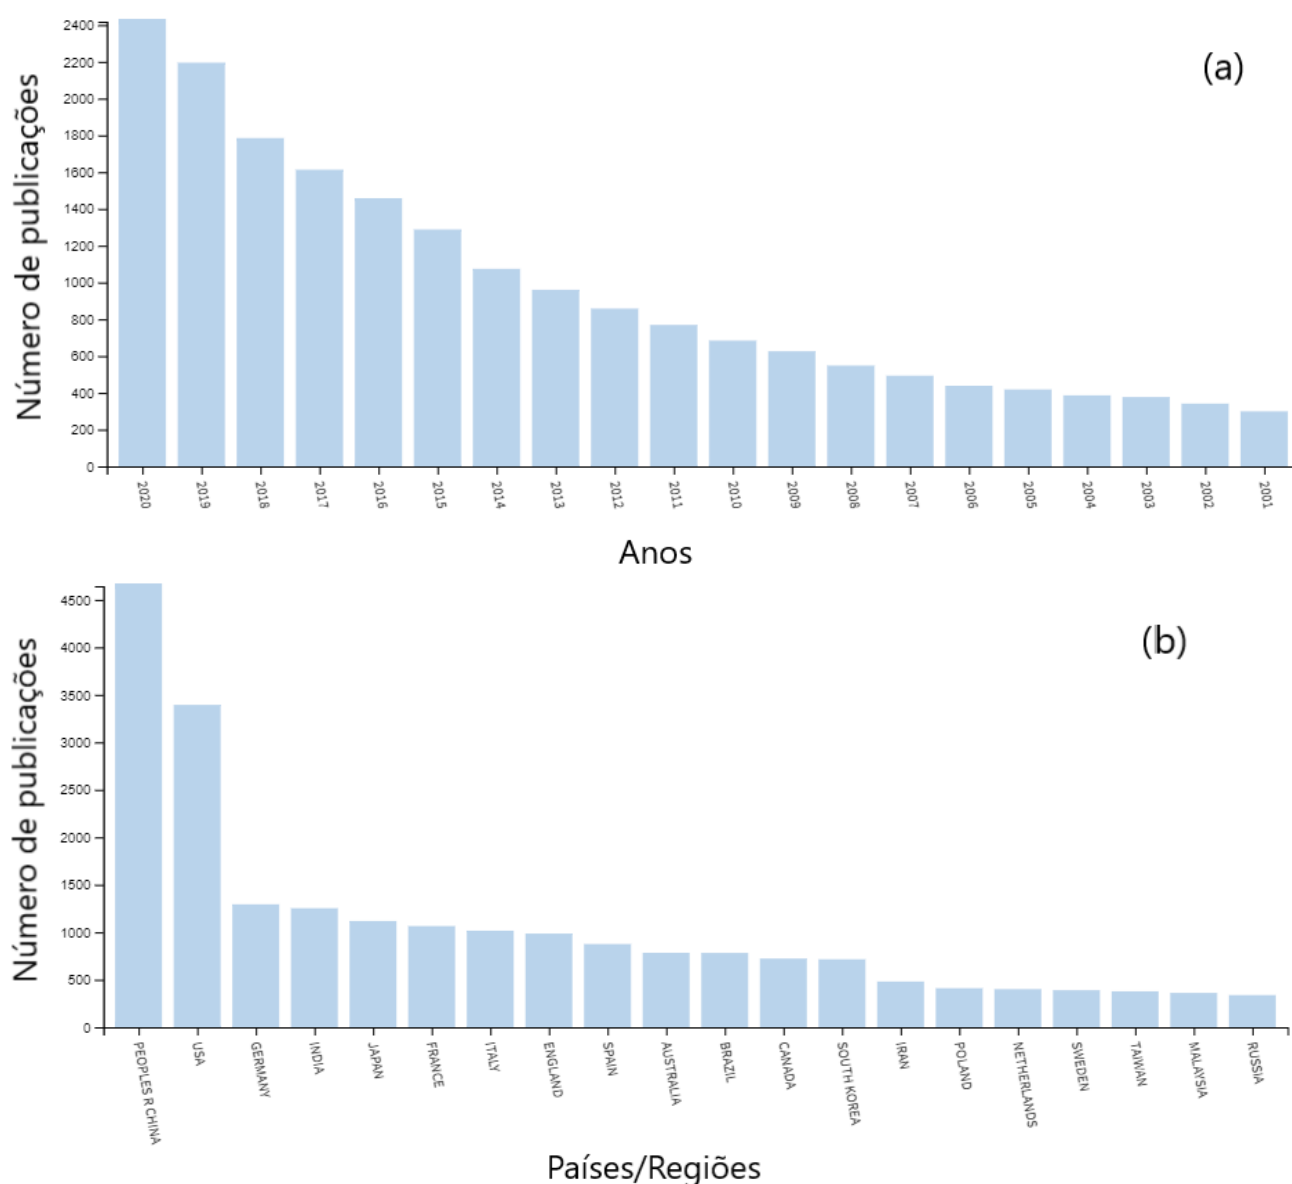 (a)
Número de publicações
2400
2200
2000
1800
1600
1400
1200
1000
800
600
400
200
0
2020 2019 2018 2017 2016 2015 2014 2013 2012 2011 2010 2009 2008 2007 2006 2005 2004 2003 2002 2001
Anos
(b)
Número de publicações
4500
4000
3500
3000
2500
2000
1500
1000
500
0
PEOPLES R CHINA USA GERMANY INDIA JAPAN FRANCE ITALY ENGLAND SPAIN AUSTRALIA BRAZIL CANADA SOUTH KOREA IRAN POLAND NETHERLANDS SWEDEN TAIWAN MALAYSIA RUSSIA
Países/Regiões